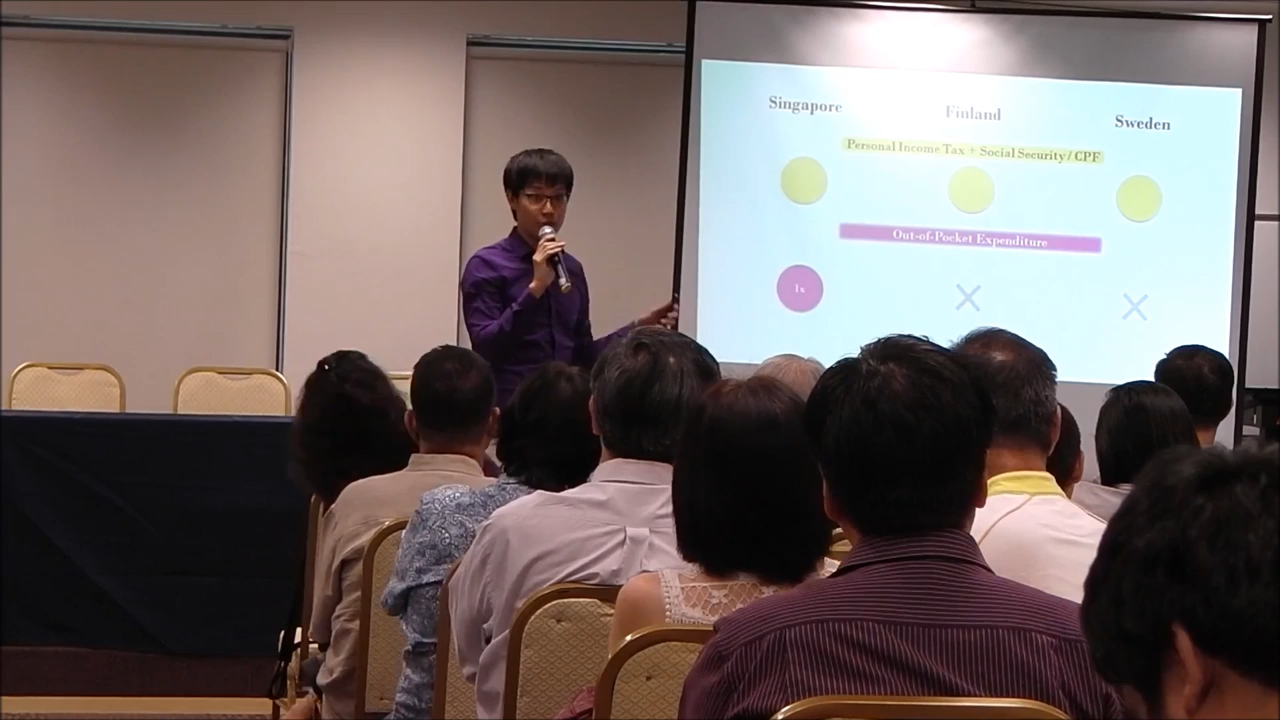 Singapore
Finland
Sweden
Personal Income Tax + Social Security / CPF
Out-of-Pocket Expenditure
1x